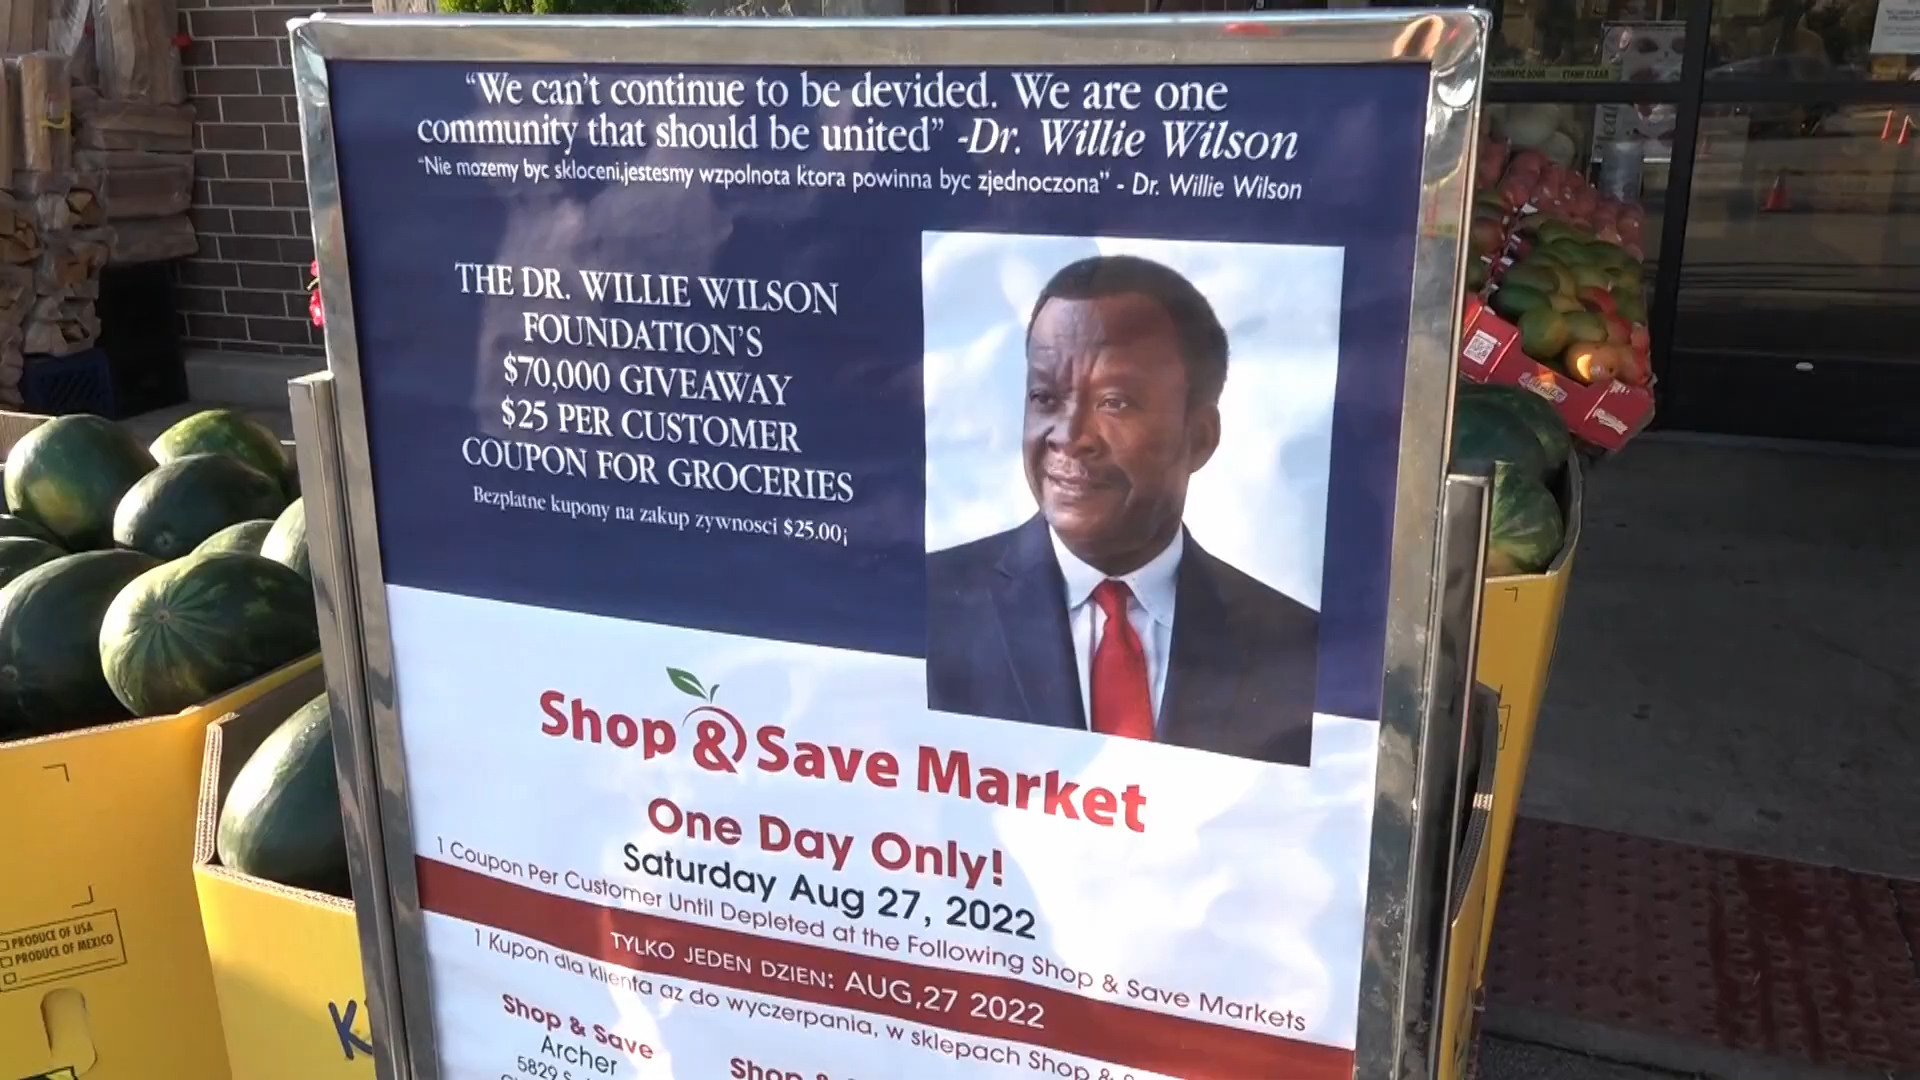 "We can't continue to be devided. We are one
community that should be united" -Dr. Willie Wilson
"Nie mozemy byc skloceni,jestesmy wzpolnota ktora powinna byc zjednoczona" - Dr. Willie Wilson
THE DR. WILLIE WILSON
FOUNDATION'S
$70,000 GIVEAWAY
$25 PER CUSTOMER
COUPON FOR GROCERIES
Bezplatne kupony na zakup zywnosci $25.00¡
Shop & Save Market
One Day Only!
Saturday Aug 27, 2022
1 Coupon Per Customer Until Depleted at the Following Shop & Save Markets
TYLKO JEDEN DZIEN: AUG,27 2022
1 Kupon dla klienta az do wyczerpania, w sklepach Shop &
Shop & Save
Archer
5829 S.
Shop &
PRODUCE OF USA
PRODUCE OF MEXICO
K